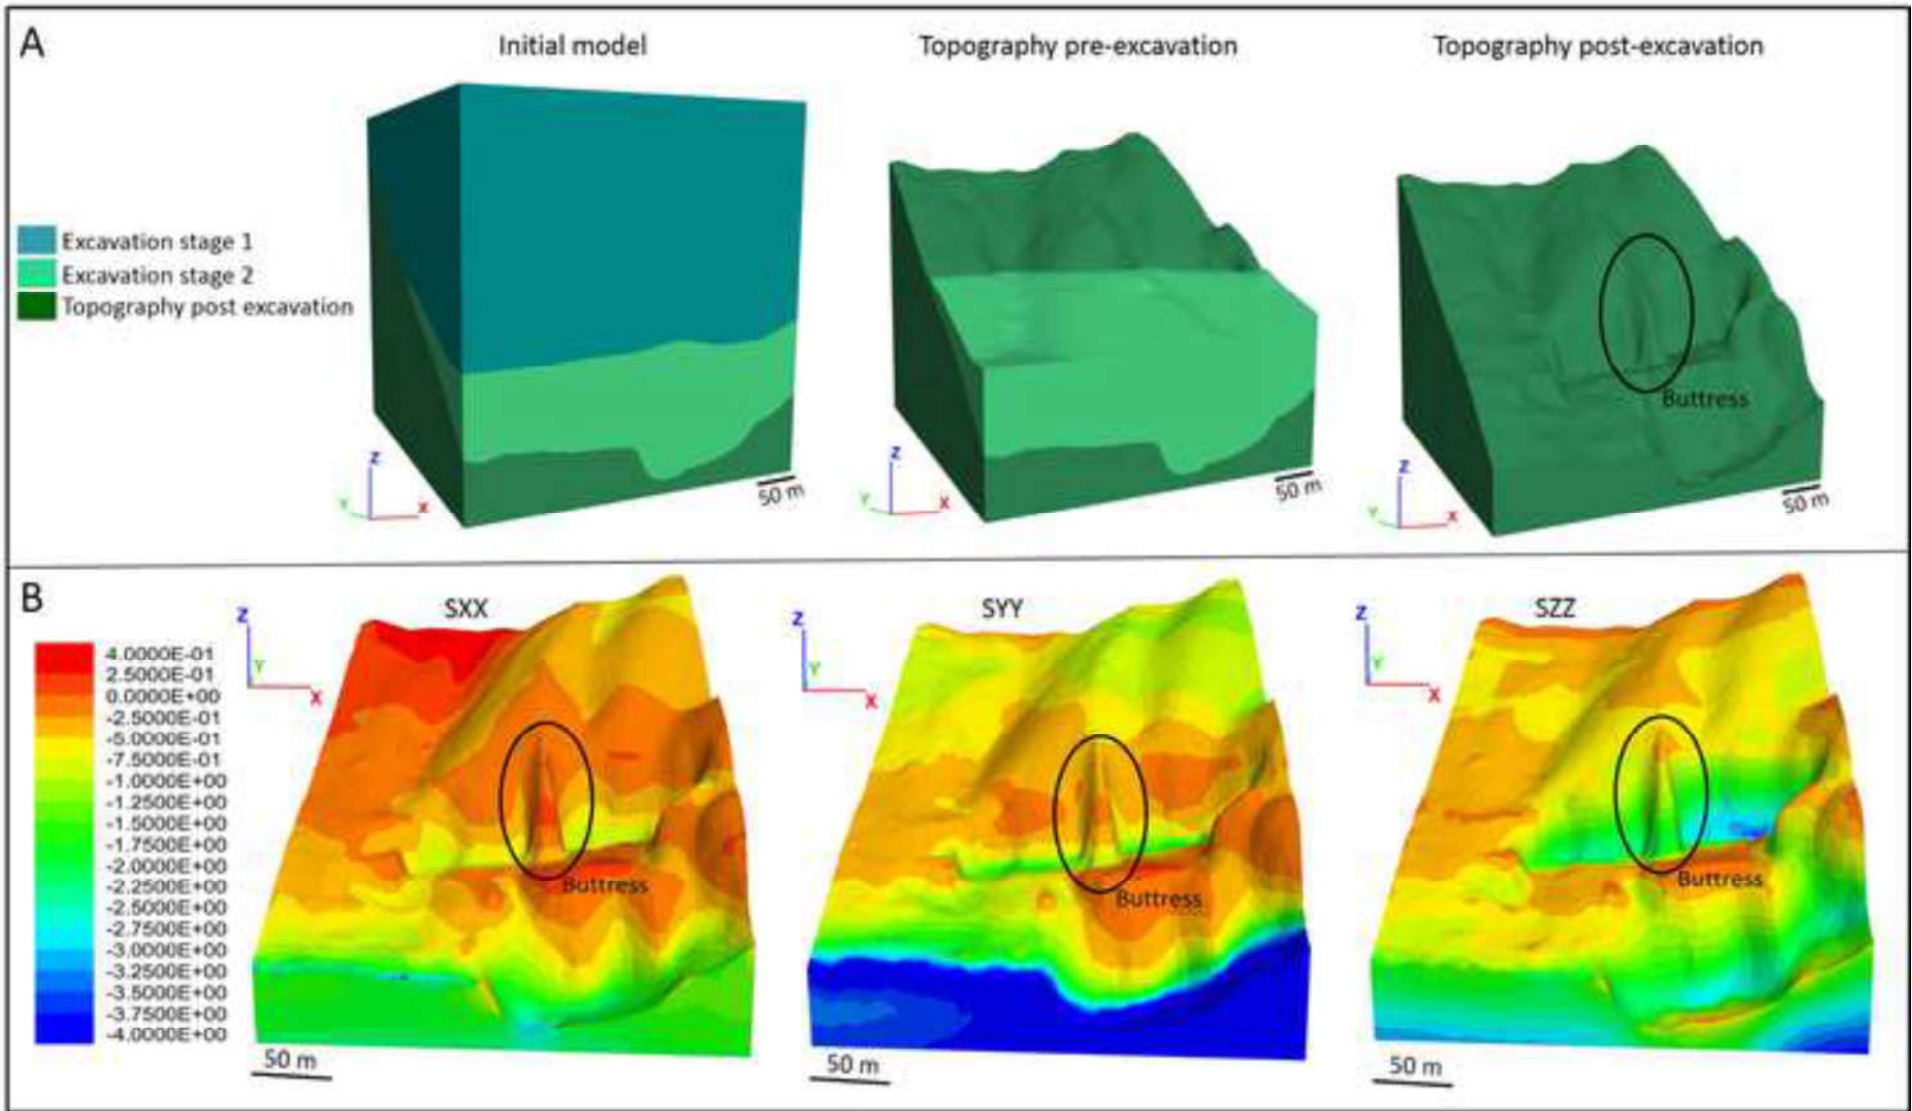 A
Initial model
Topography pre-excavation
Topography post-excavation
Excavation stage 1
Excavation stage 2
Topography post excavation
Buttress
Z
Y
X
50 m
Z
Y
X
50 m
Z
Y
X
50 m
B
SXX
SYY
SZZ
Z
Y
X
Z
Y
X
Z
Y
X
4.0000E-01
2.5000E-01
0.0000E+00
-2.5000E-01
-5.0000E-01
-7.5000E-01
-1.0000E+00
-1.2500E+00
-1.5000E+00
-1.7500E+00
-2.0000E+00
-2.2500E+00
-2.5000E+00
-2.7500E+00
-3.0000E+00
-3.2500E+00
-3.5000E+00
-3.7500E+00
-4.0000E+00
Buttress
Buttress
Buttress
50 m
50 m
50 m